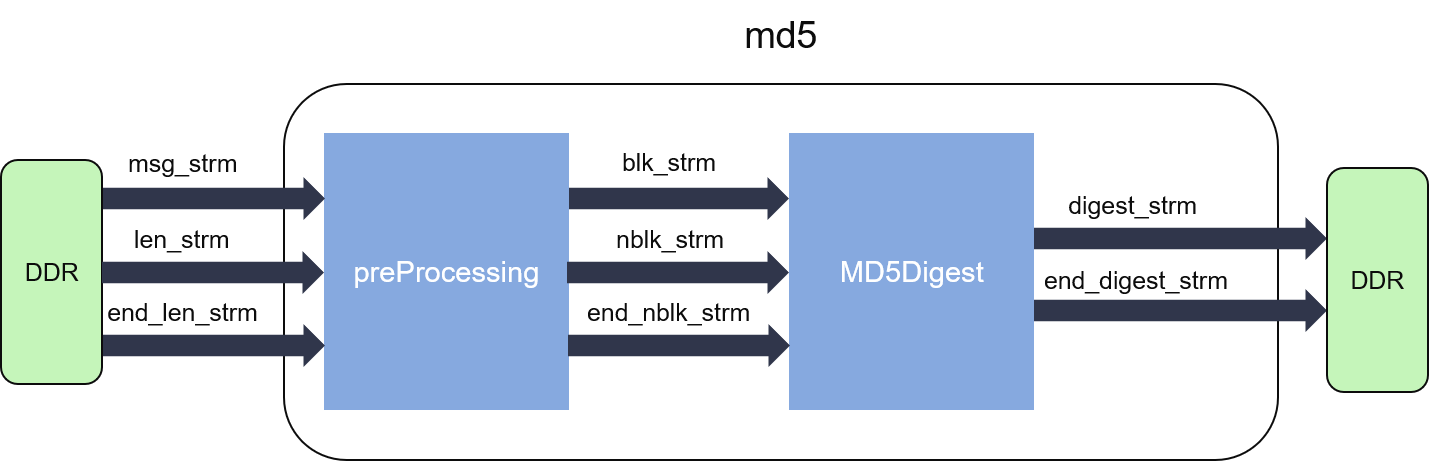 md5
msg_strm
len_strm
end_len_strm
DDR
preProcessing
blk_strm
nblk_strm
end_nblk_strm
MD5Digest
digest_strm
end_digest_strm
DDR